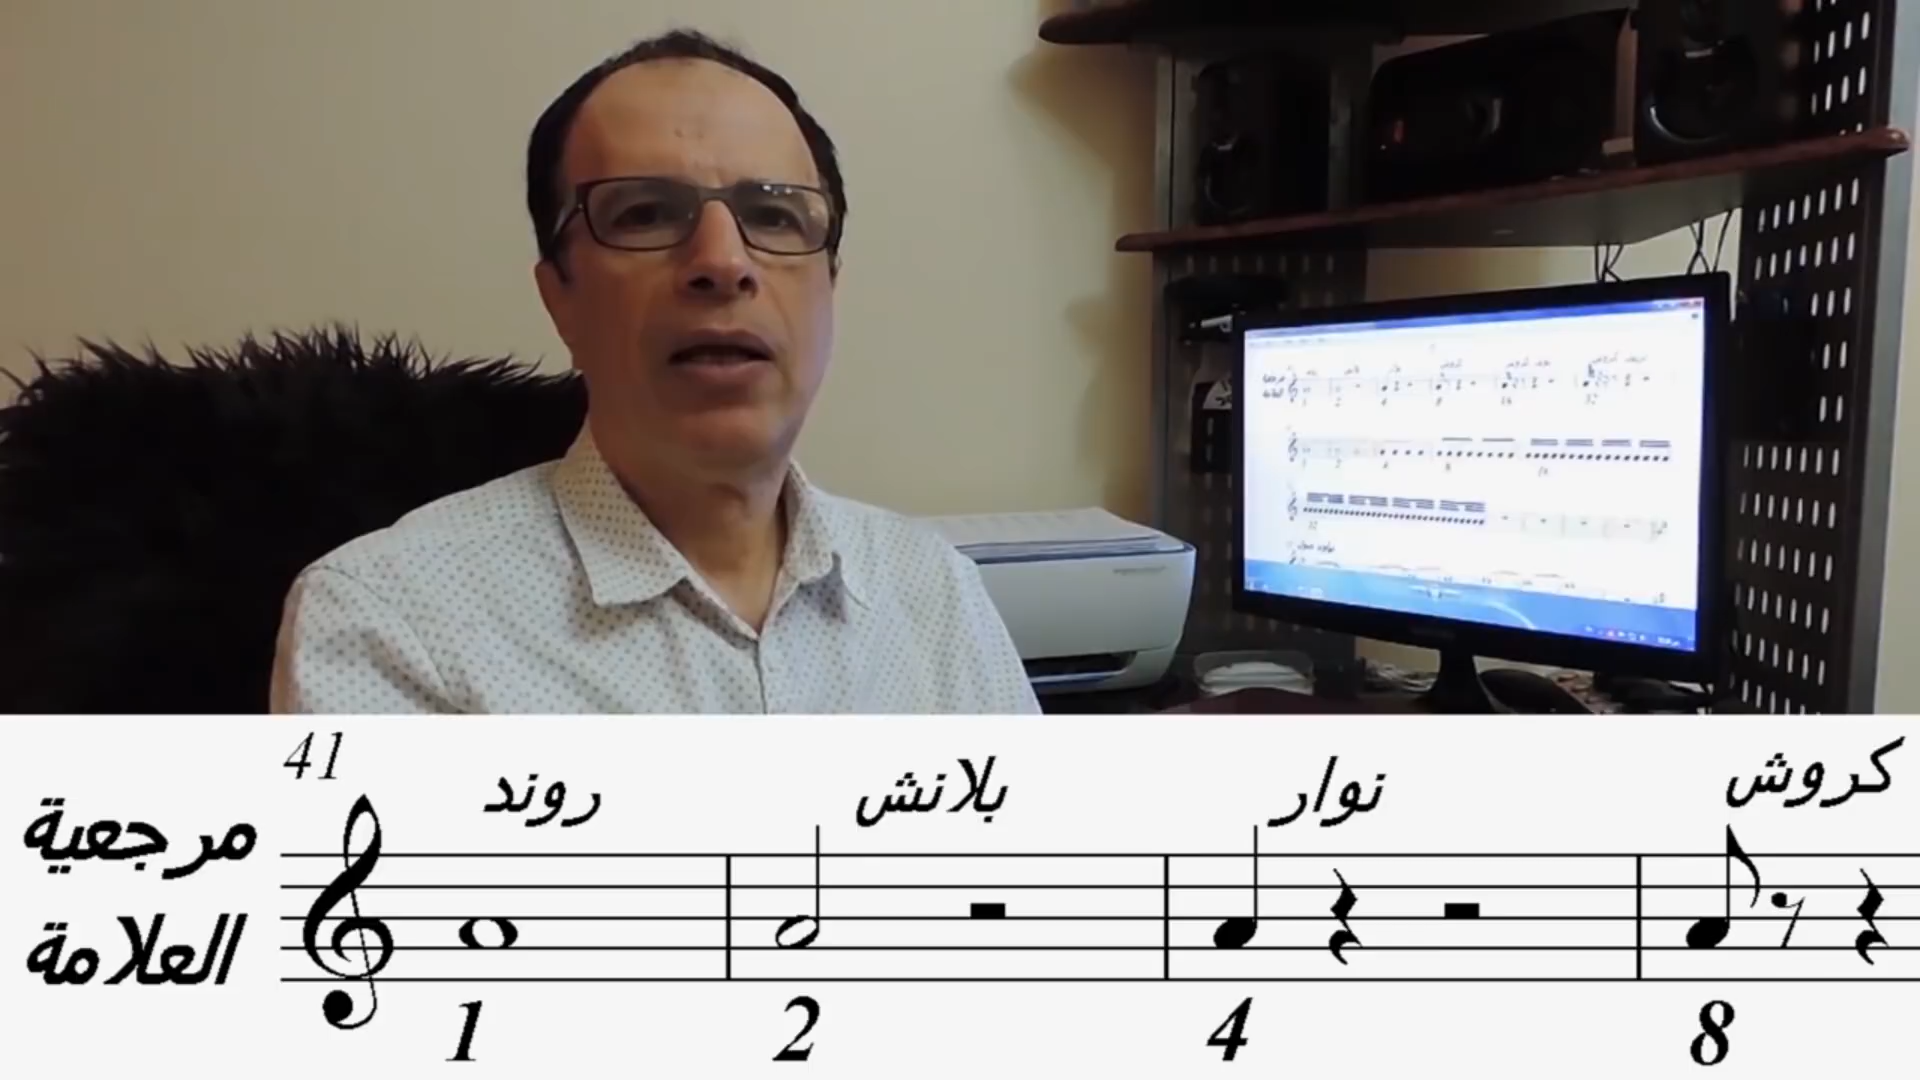 41
روند بلانش نوار كروش
مرجعية
العلامة
1 2 4 8